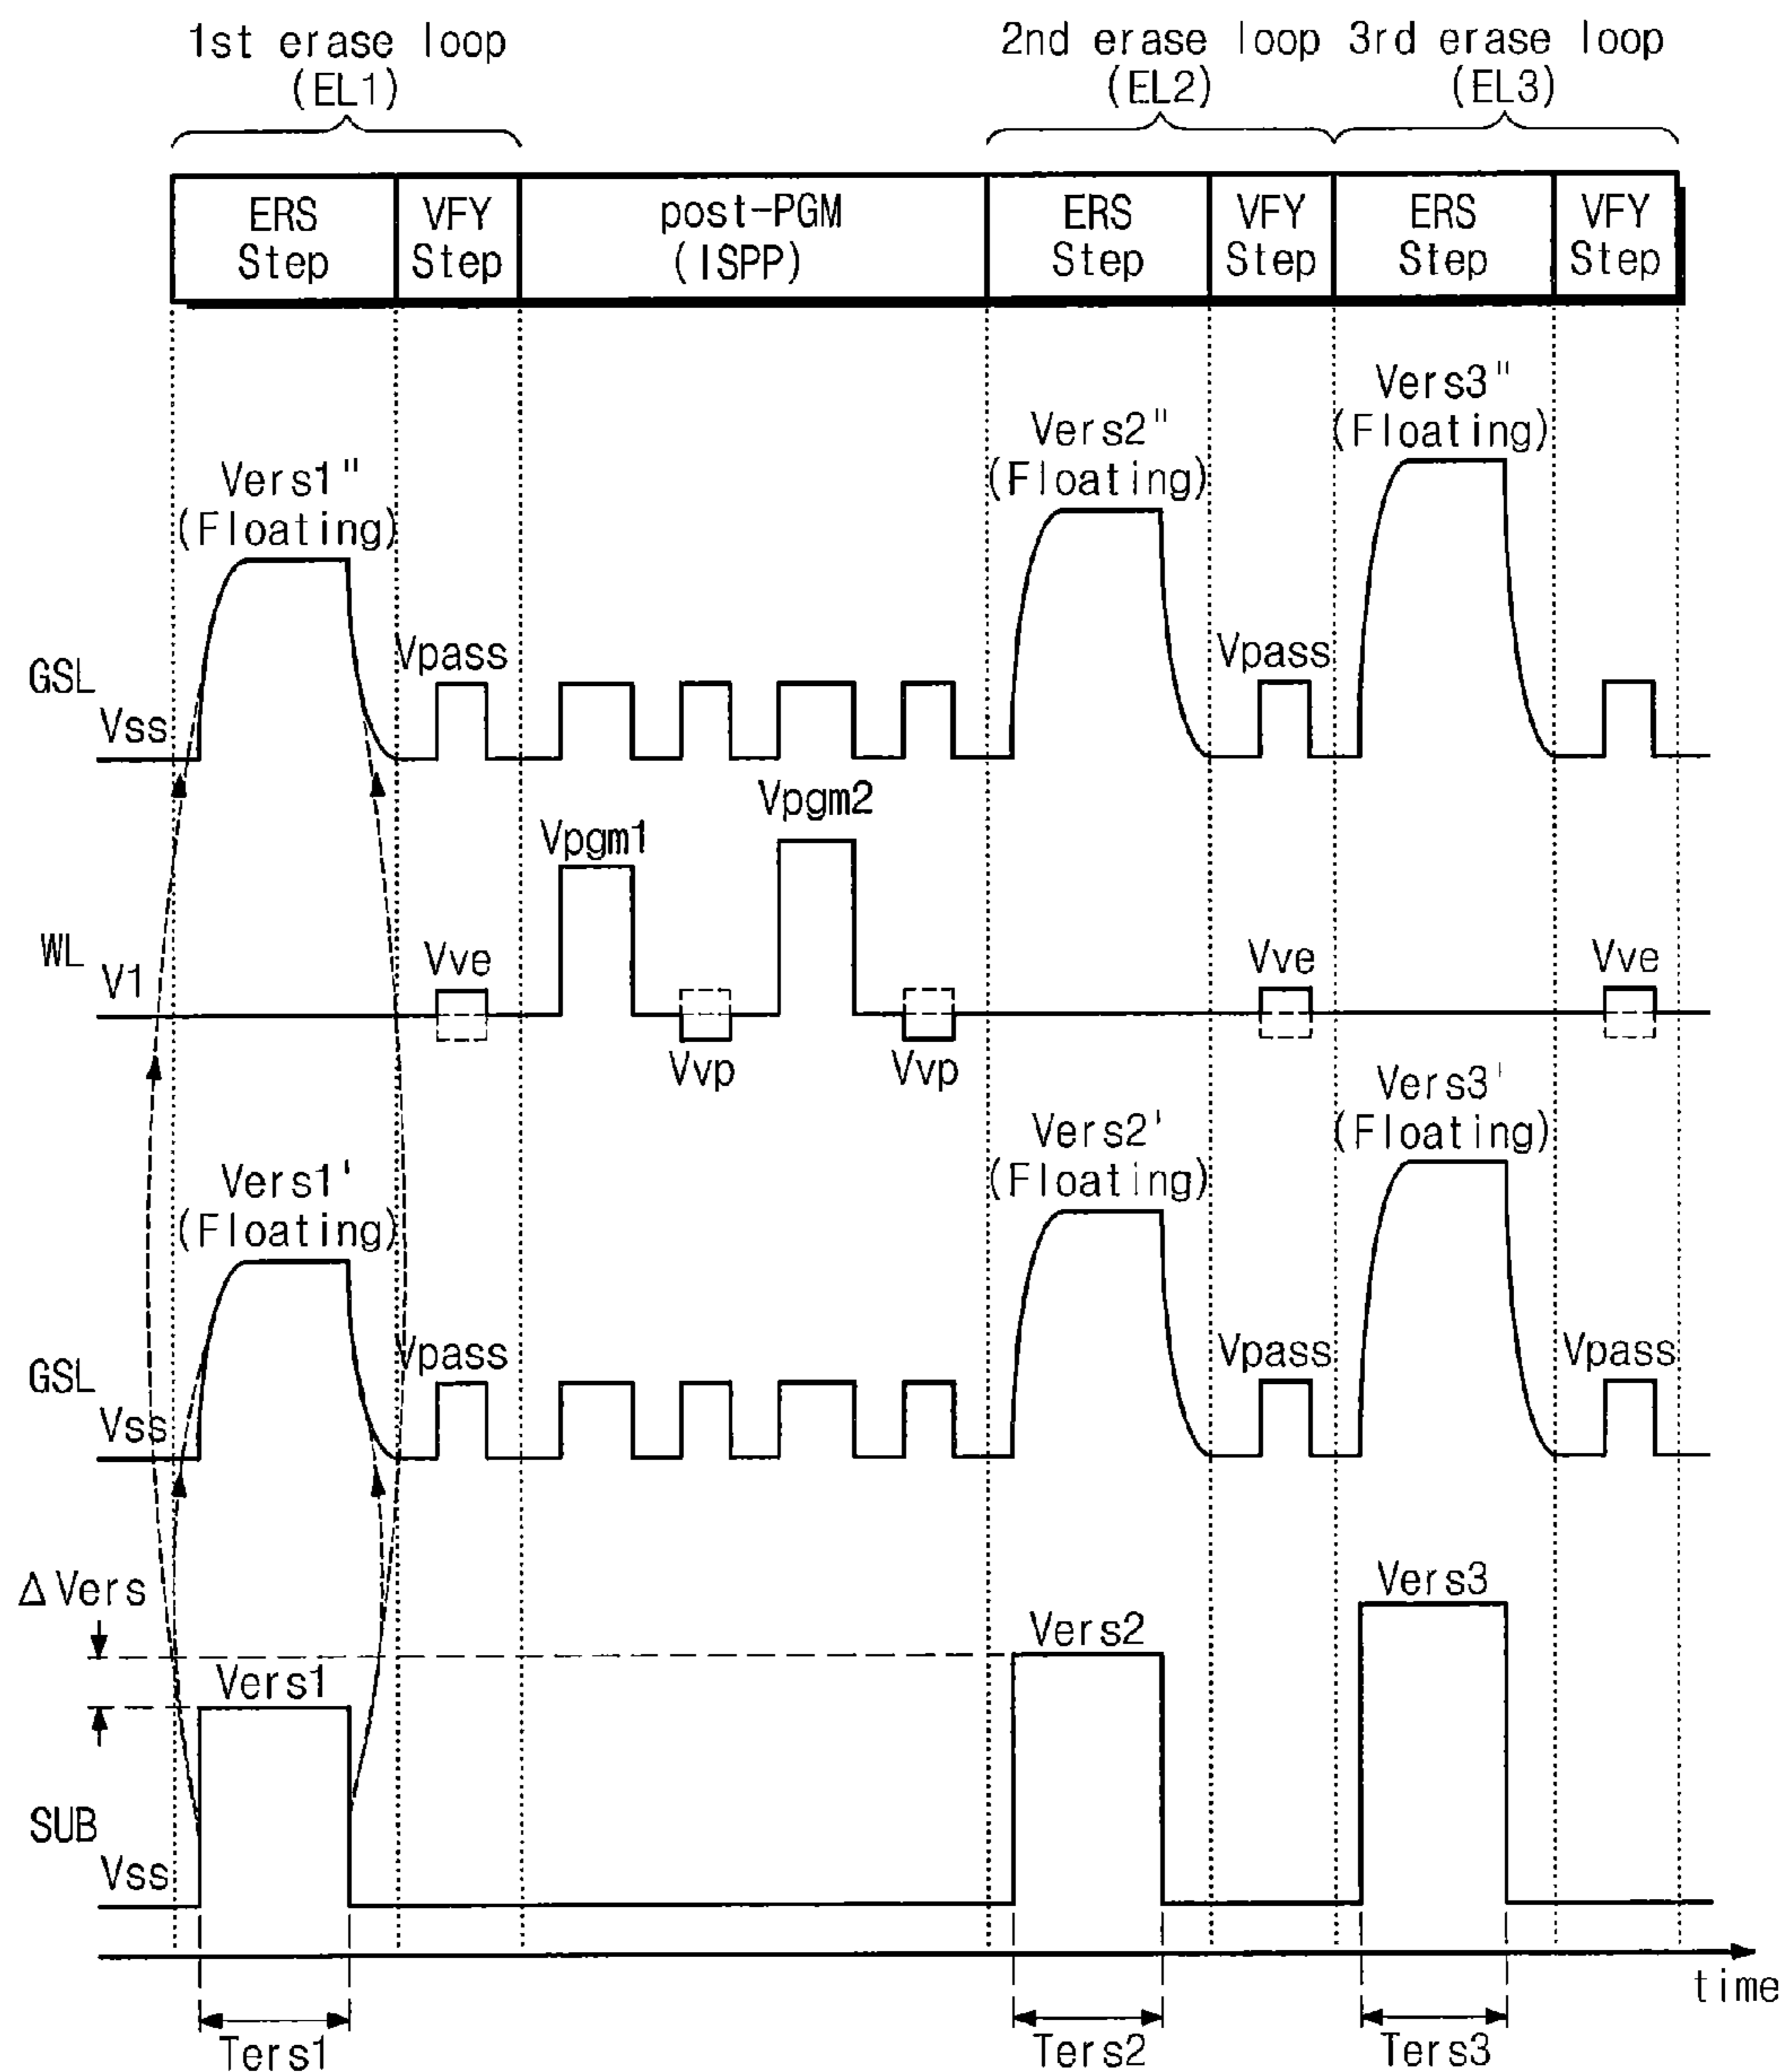 1st erase loop
(EL1)
2nd erase loop
(EL2)
3rd erase loop
(EL3)
ERS
Step
VFY
Step
post-PGM
(ISPP)
ERS
Step
VFY
Step
ERS
Step
VFY
Step
Vers1"
(Floating)
Vers2"
(Floating)
Vers3"
(Floating)
GSL
Vss
Vpass
Vpass
WL
V1
Vve
Vpgm1
Vvp
Vpgm2
Vvp
Vve
Vve
Vers1'
(Floating)
Vers2'
(Floating)
Vers3'
(Floating)
GSL
Vss
Vpass
Vpass
Vpass
ΔVers
Vers1
Vers2
Vers3
SUB
Vss
time
Ters1
Ters2
Ters3